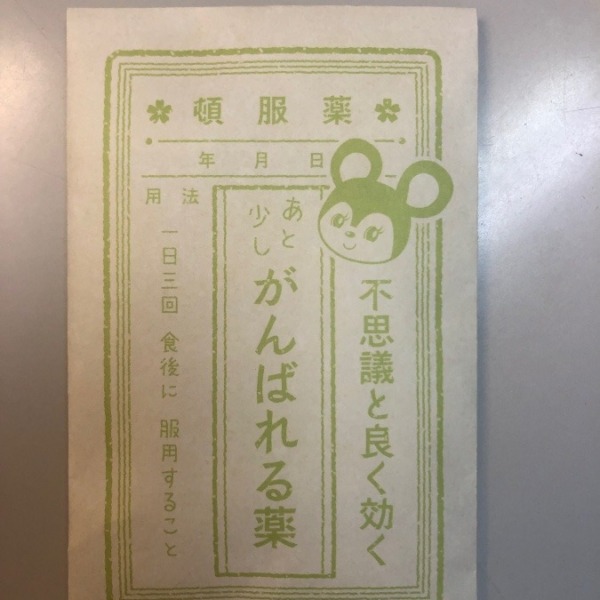 頓服薬
年 月 日
不思議と良く効く
あと少し
がんばれる薬
用法
一日三回 食後に 服用すること